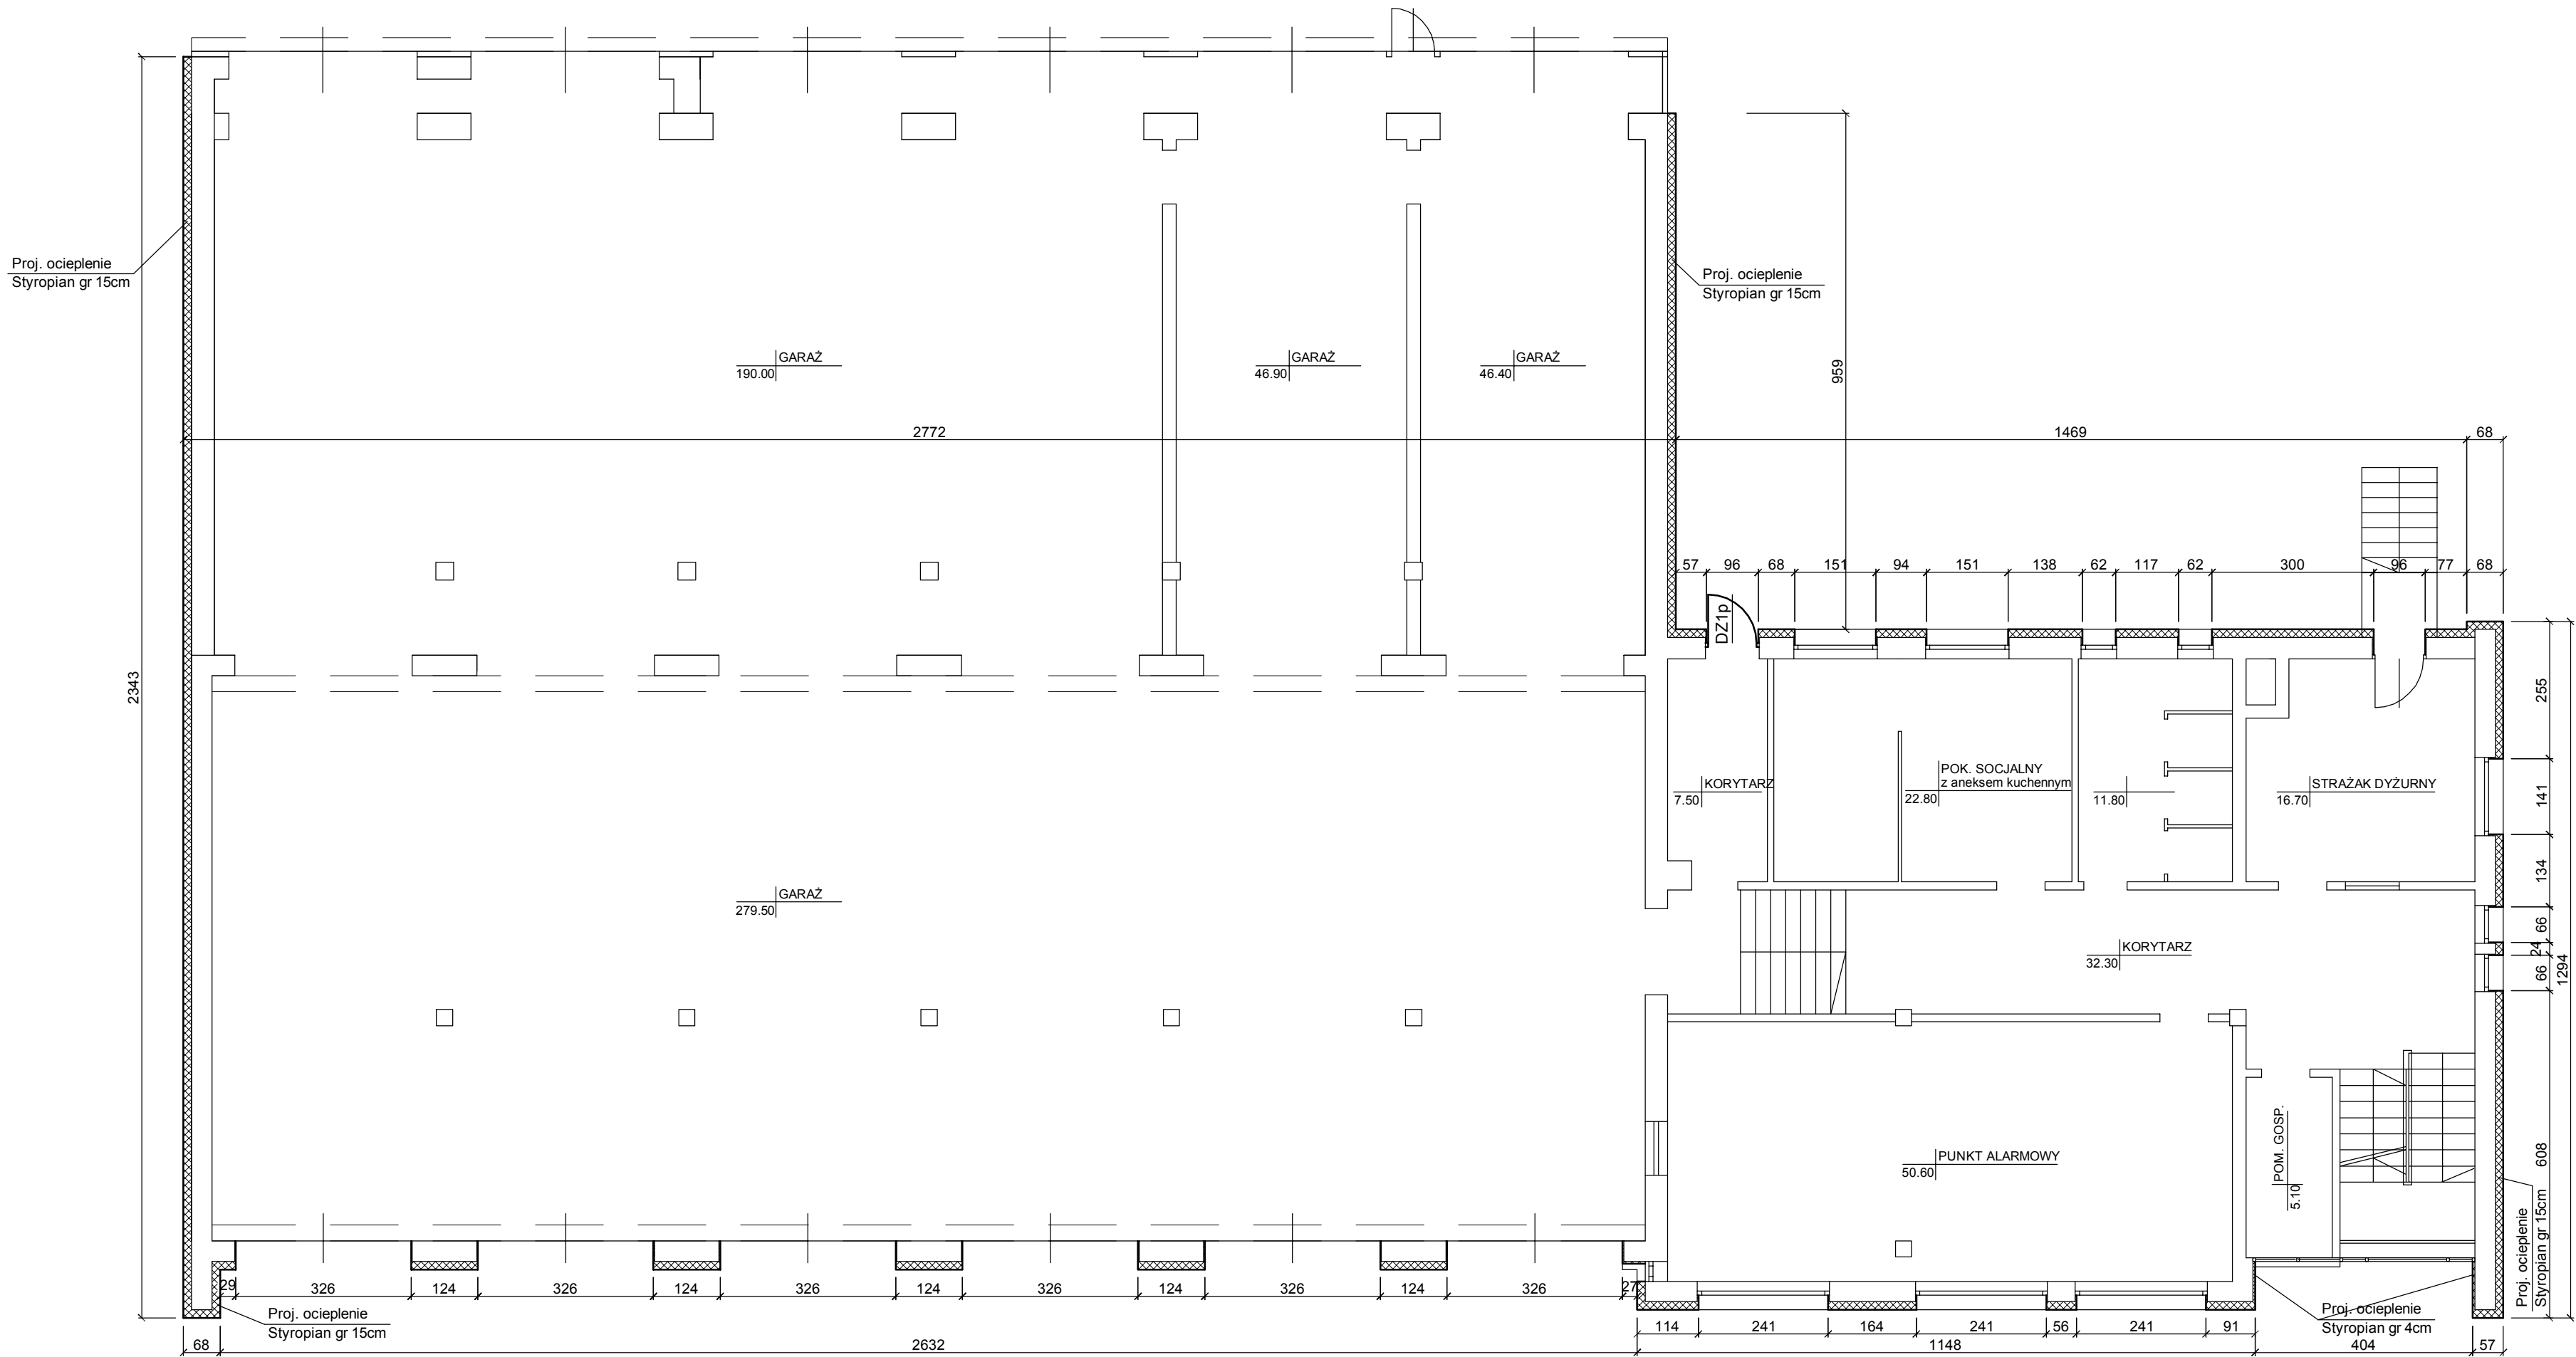 Proj. ocieplenie
Styropian gr 15cm
Proj. ocieplenie
Styropian gr 15cm
959
GARAŻ
190.00
GARAŻ
46.90
GARAŻ
46.40
2772
1469
68
57
96
68
151
94
151
138
62
117
62
300
96
77
68
DZ1p
2343
255
141
134
66
24
66
1294
608
KORYTARZ
7.50
POK. SOCJALNY
z aneksem kuchennym
22.80
11.80
STRAŻAK DYŻURNY
16.70
GARAŻ
279.50
KORYTARZ
32.30
PUNKT ALARMOWY
50.60
POM. GOSP.
5.10
Proj. ocieplenie
Styropian gr 15cm
29
326
124
326
124
326
124
326
124
326
124
326
27
Proj. ocieplenie
Styropian gr 15cm
Proj. ocieplenie
Styropian gr 4cm
114
241
164
241
56
241
91
68
2632
1148
404
57